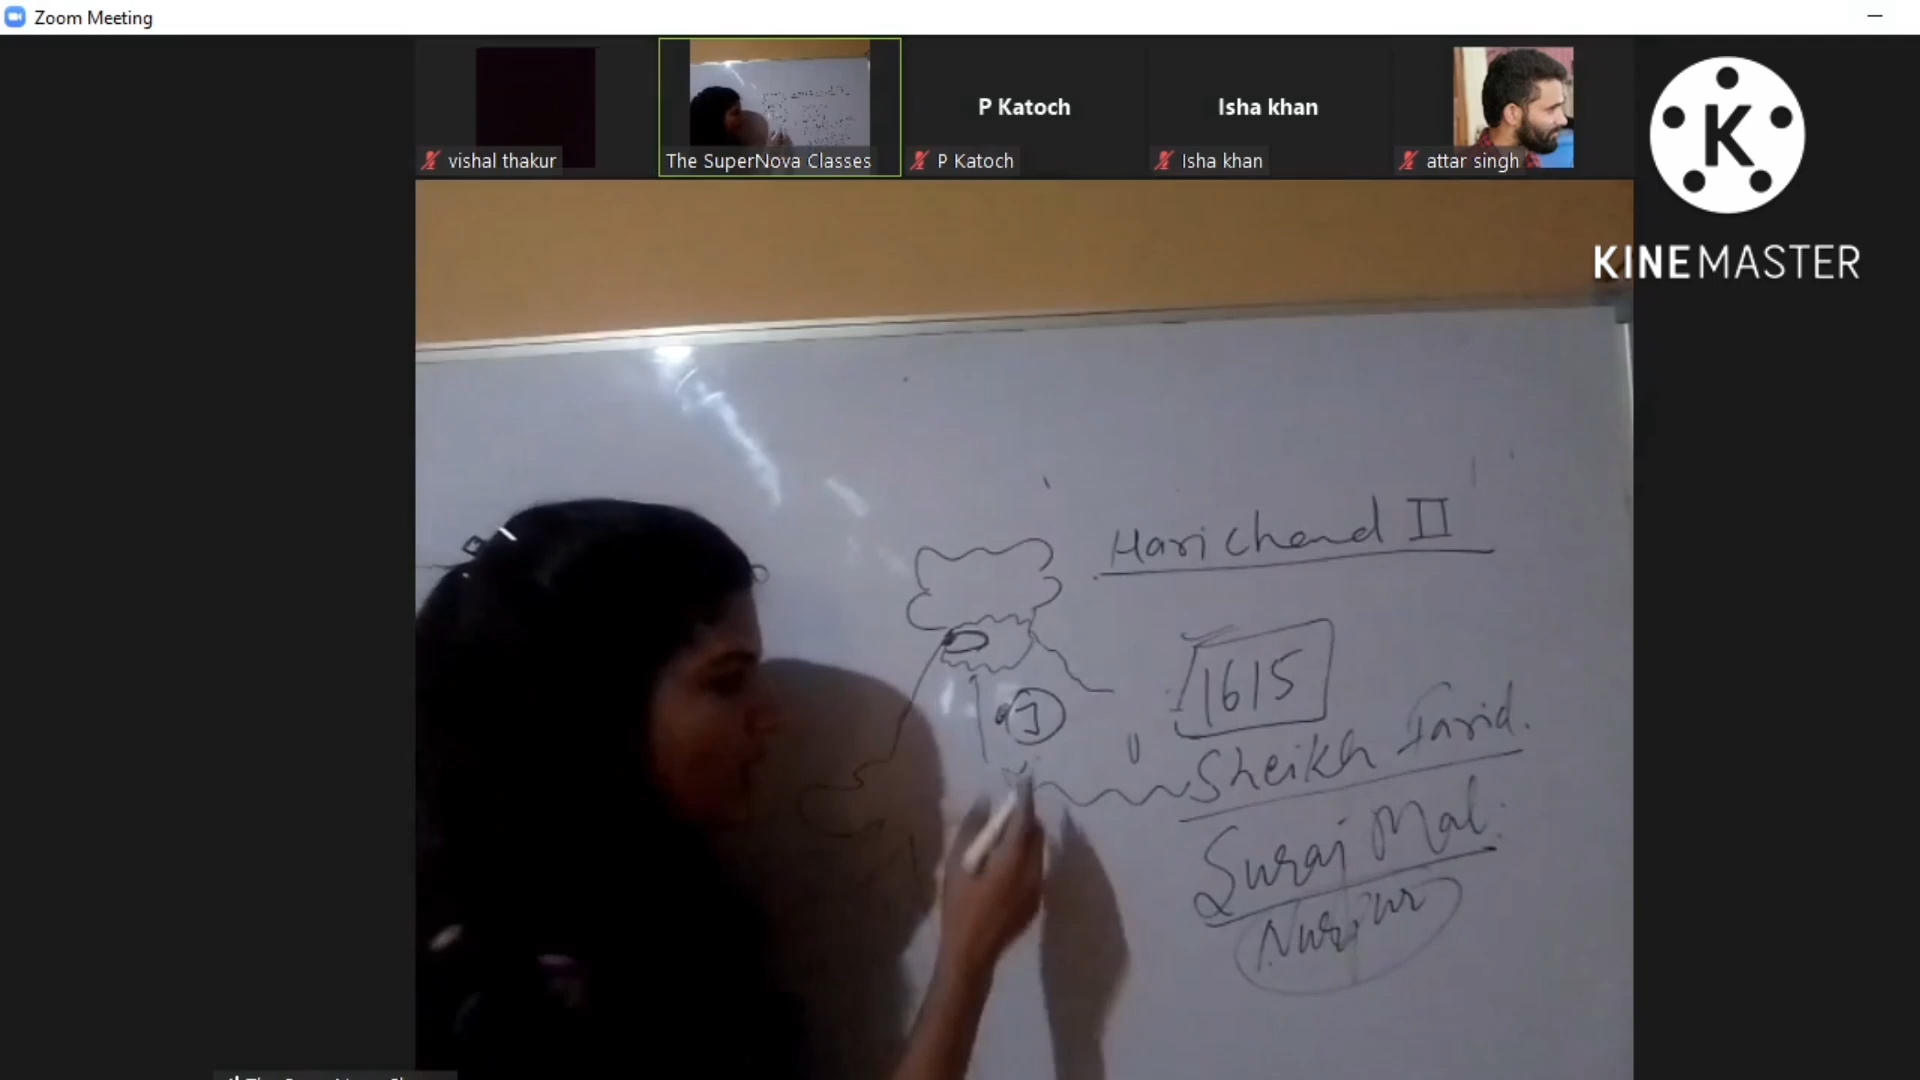 Zoom Meeting
vishal thakur
The SuperNova Classes
P Katoch
P Katoch
Isha khan
Isha khan
attar singh
K
KINEMASTER
Hari Chand II
1615
J
Sheikh Farid.
Suraj Mal.
Nurpur